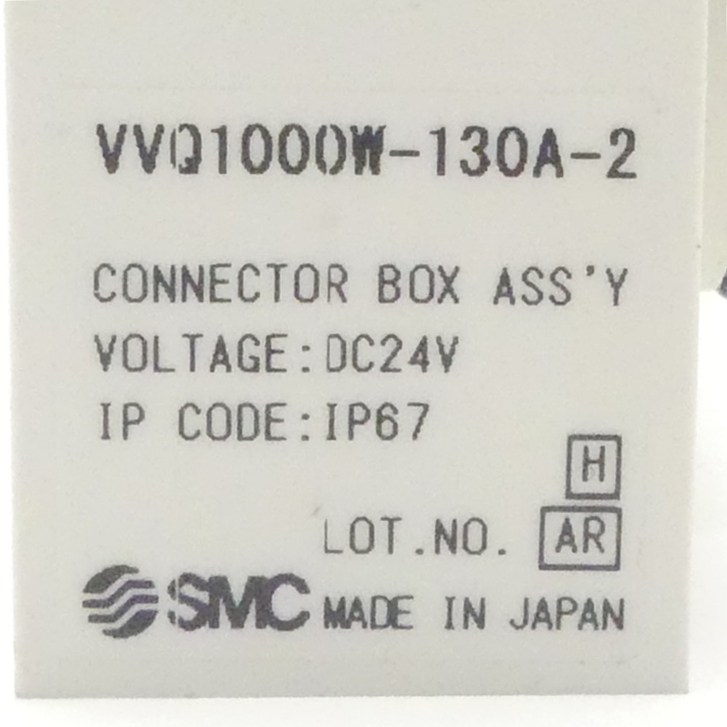 VVQ1000W-130A-2
CONNECTOR BOX ASS'Y
VOLTAGE:DC24V
IP CODE:IP67
H
LOT.NO. AR
SMC MADE IN JAPAN